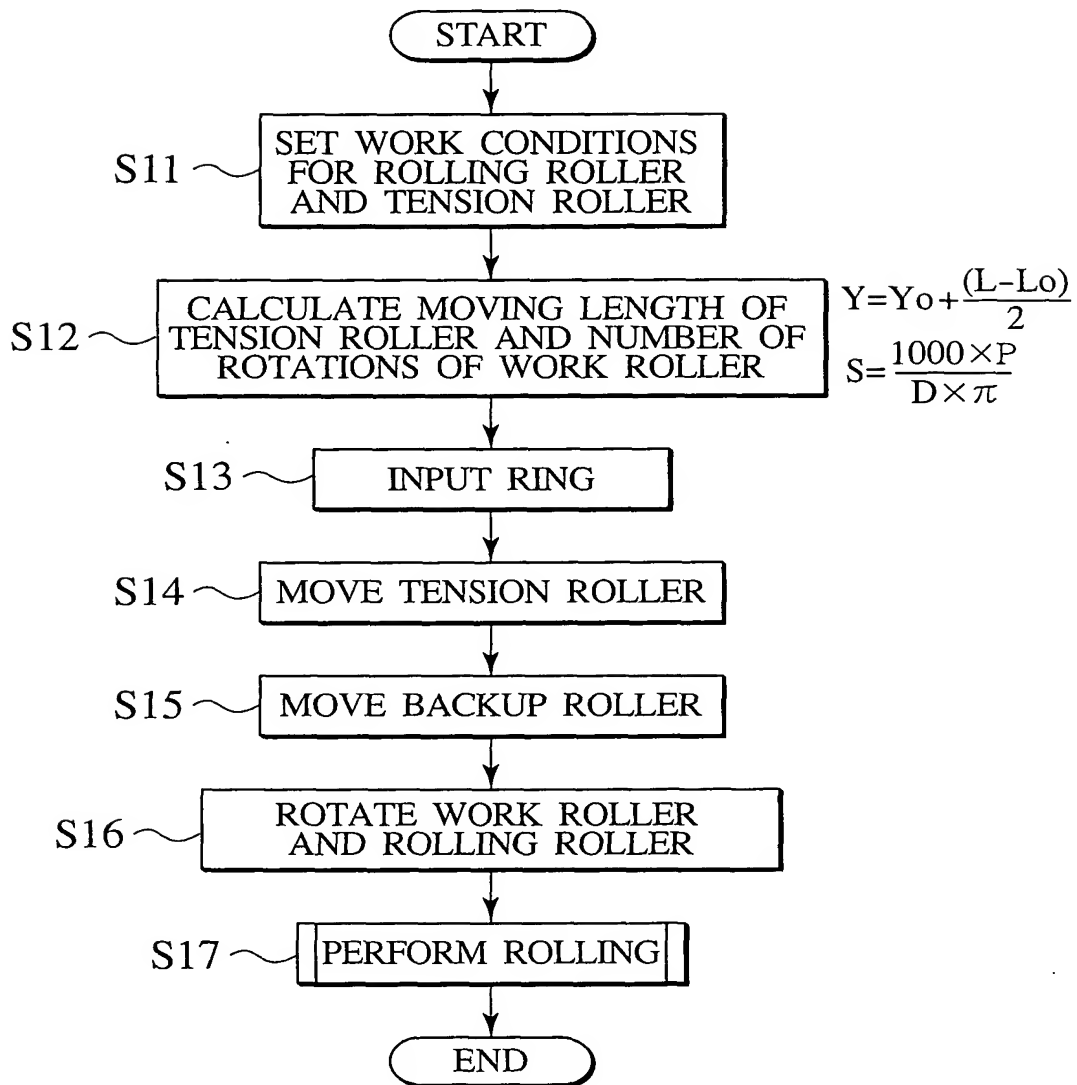 START
S11
SET WORK CONDITIONS
FOR ROLLING ROLLER
AND TENSION ROLLER
S12
CALCULATE MOVING LENGTH OF
TENSION ROLLER AND NUMBER OF
ROTATIONS OF WORK ROLLER
Y=Yo+(L-Lo)/2
S=1000×P/D×π
S13
INPUT RING
S14
MOVE TENSION ROLLER
S15
MOVE BACKUP ROLLER
S16
ROTATE WORK ROLLER
AND ROLLING ROLLER
S17
PERFORM ROLLING
END